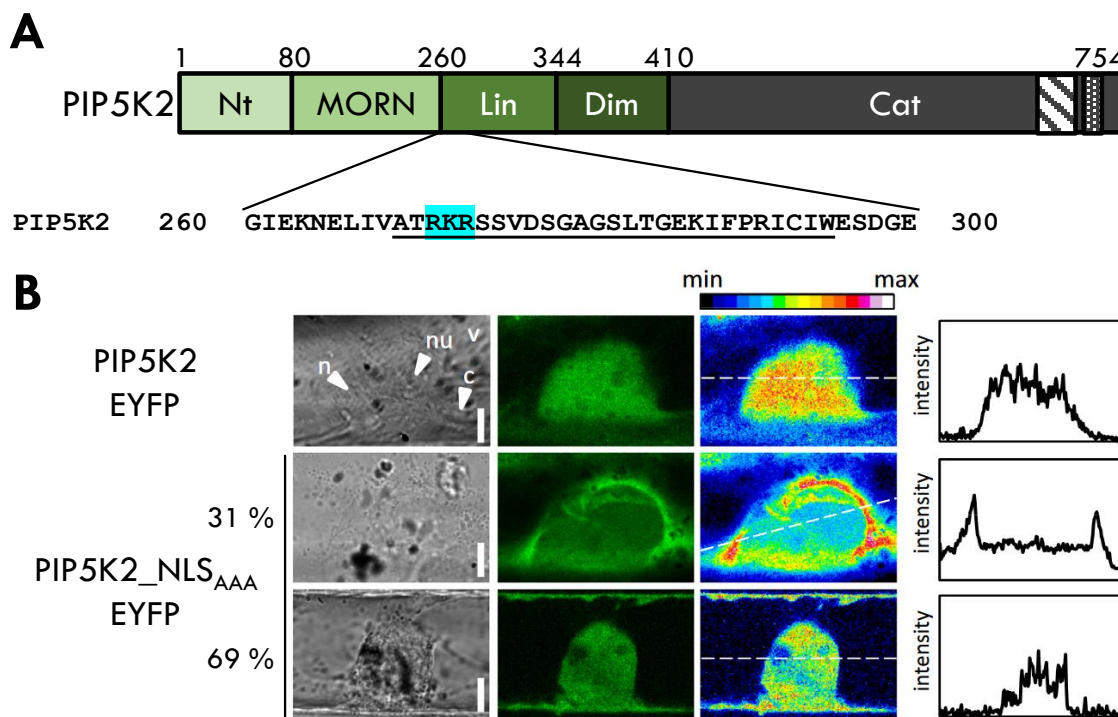 A
1 80 260 344 410 754
PIP5K2 Nt MORN Lin Dim Cat
PIP5K2 260 GIEKNELIVATRKRSSVDSGAGSLTGEKIFPRICIWESDGE 300
B
min max
PIP5K2
EYFP
n nu v c
intensity
31 %
PIP5K2_NLSAAA
EYFP
69 %
intensity
intensity